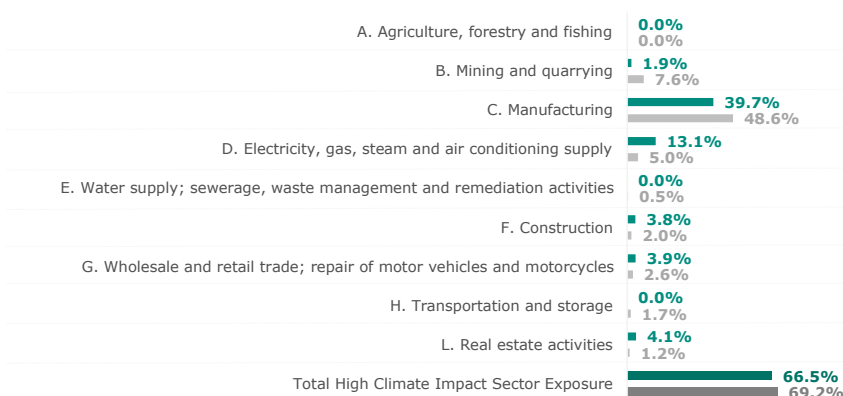 A. Agriculture, forestry and fishing
0.0%
0.0%
B. Mining and quarrying
1.9%
7.6%
C. Manufacturing
39.7%
48.6%
D. Electricity, gas, steam and air conditioning supply
13.1%
5.0%
E. Water supply; sewerage, waste management and remediation activities
0.0%
0.5%
F. Construction
3.8%
2.0%
G. Wholesale and retail trade; repair of motor vehicles and motorcycles
3.9%
2.6%
H. Transportation and storage
0.0%
1.7%
L. Real estate activities
4.1%
1.2%
Total High Climate Impact Sector Exposure
66.5%
69.2%